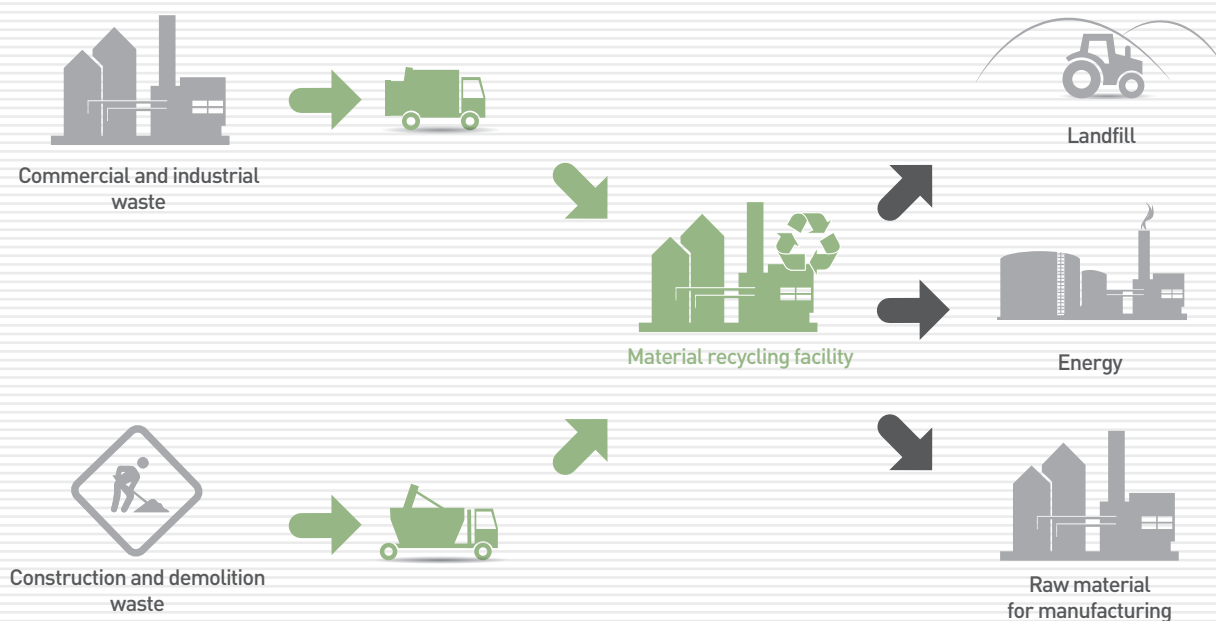 Commercial and industrial
waste
Landfill
Material recycling facility
Energy
Construction and demolition
waste
Raw material
for manufacturing